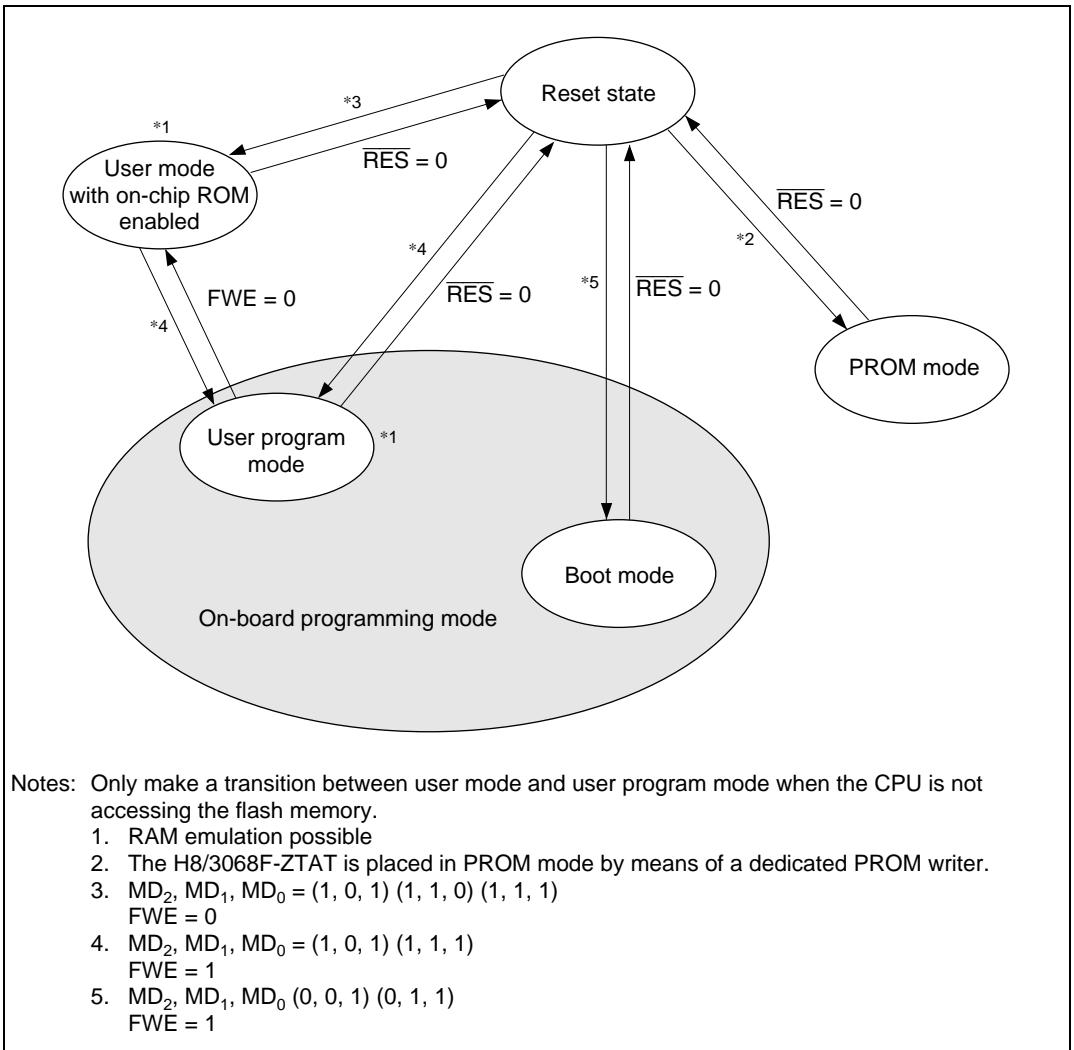 Reset state
*3
*1
R̅E̅S̅ = 0
User mode
with on-chip ROM
enabled
R̅E̅S̅ = 0
*4
*2
FWE = 0
*5
R̅E̅S̅ = 0
R̅E̅S̅ = 0
*4
PROM mode
User program
mode
*1
Boot mode
On-board programming mode
Notes: Only make a transition between user mode and user program mode when the CPU is not
accessing the flash memory.
1. RAM emulation possible
2. The H8/3068F-ZTAT is placed in PROM mode by means of a dedicated PROM writer.
3. MD₂, MD₁, MD₀ = (1, 0, 1) (1, 1, 0) (1, 1, 1)
FWE = 0
4. MD₂, MD₁, MD₀ = (1, 0, 1) (1, 1, 1)
FWE = 1
5. MD₂, MD₁, MD₀ (0, 0, 1) (0, 1, 1)
FWE = 1